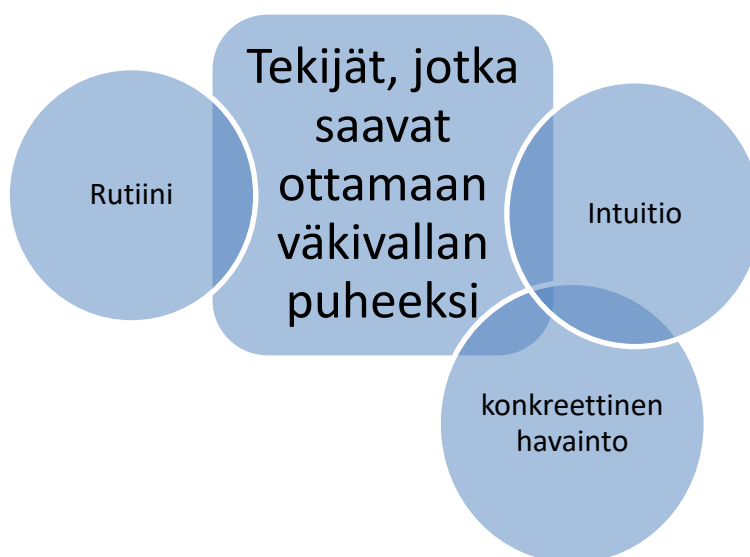 Tekijät, jotka
saavat
ottamaan
väkivallan
puheeksi
Rutiini
Intuitio
konkreettinen
havainto